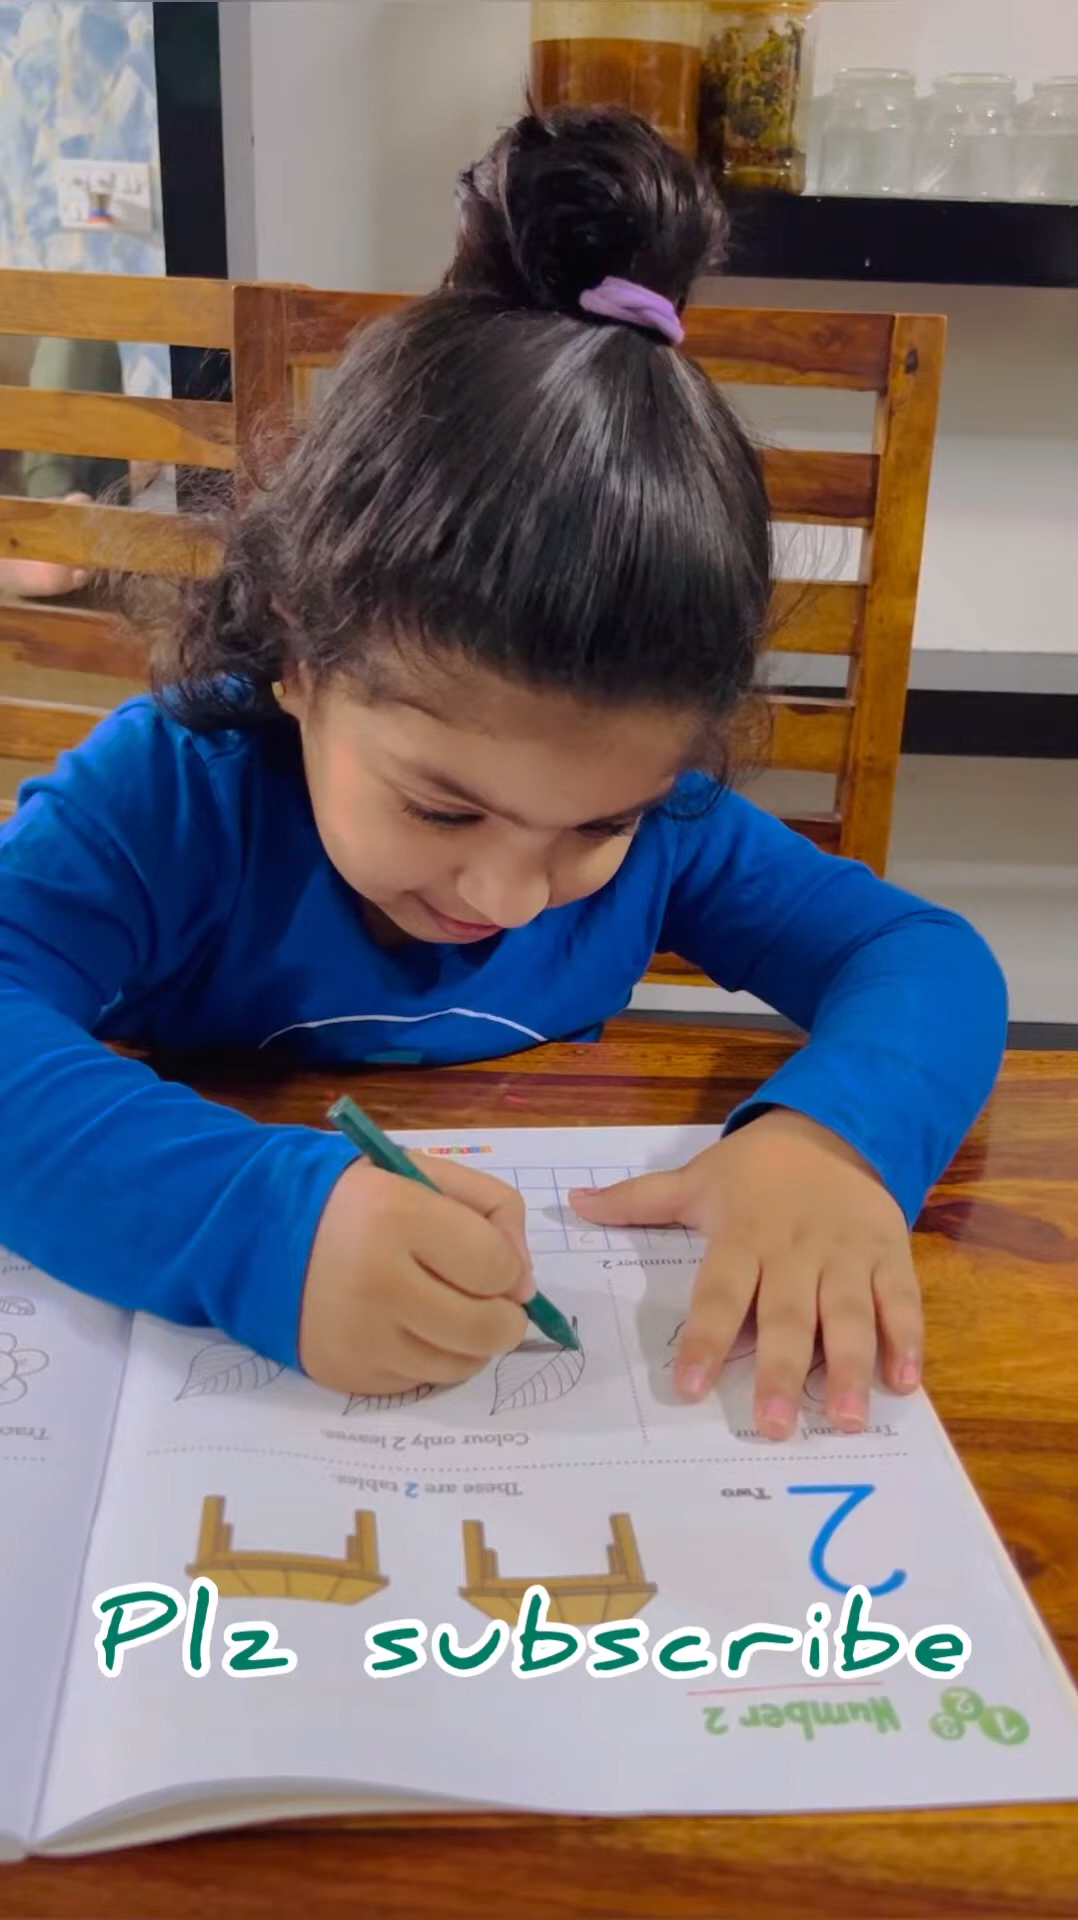 Number 2
2
Two
These are 2 tables.
Colour only 2 leaves.
number 2.
Plz subscribe